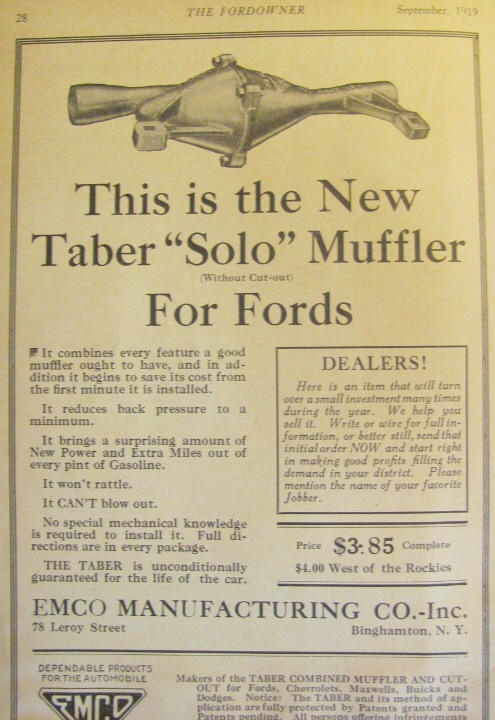 28
THE FORDOWNER
September, 1919
This is the New
Taber "Solo" Muffler
(Without Cut-out)
For Fords
It combines every feature a good
muffler ought to have, and in ad-
dition it begins to save its cost from
the first minute it is installed.
It reduces back pressure to a
minimum.
It brings a surprising amount of
New Power and Extra Miles out of
every pint of Gasoline.
It won't rattle.
It CAN'T blow out.
No special mechanical knowledge
is required to install it. Full di-
rections are in every package.
THE TABER is unconditionally
guaranteed for the life of the car.
DEALERS!
Here is an item that will turn
over a small investment many times
during the year. We help you
sell it. Write or wire for full in-
formation, or better still, send that
initial order NOW and start right
in making good profits filling the
demand in your district. Please
mention the name of your favorite
Jobber.
Price $3.85 Complete
$4.00 West of the Rockies
EMCO MANUFACTURING CO.-Inc.
78 Leroy Street
Binghamton, N. Y.
DEPENDABLE PRODUCTS
FOR THE AUTOMOBILE
EMCO
Makers of the TABER COMBINED MUFFLER AND CUT-
OUT for Fords, Chevrolets, Maxwells, Buicks and
Dodges. Notice: The TABER and its method of ap-
plication are fully protected by Patents granted and
Patents pending. All persons offering infringements